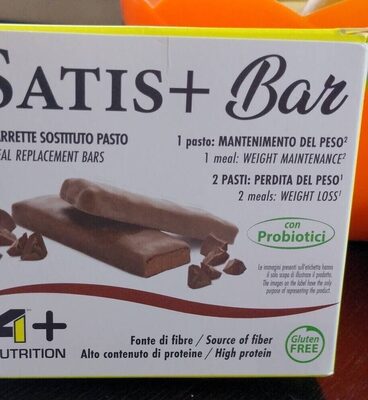 SATIS+ Bar
ARRETTE SOSTITUTO PASTO
EAL REPLACEMENT BARS
1 pasto: MANTENIMENTO DEL PESO²
1 meal: WEIGHT MAINTENANCE²
2 PASTI: PERDITA DEL PESO¹
2 meals: WEIGHT LOSS¹
con
Probiotici
Le immagini presenti sull'etichetta hanno
il solo scopo di illustrare il prodotto.
The images on the label have the only
purpose of representing the product.
4+
NUTRITION
Fonte di fibre / Source of fiber
Alto contenuto di proteine / High protein
Gluten
FREE